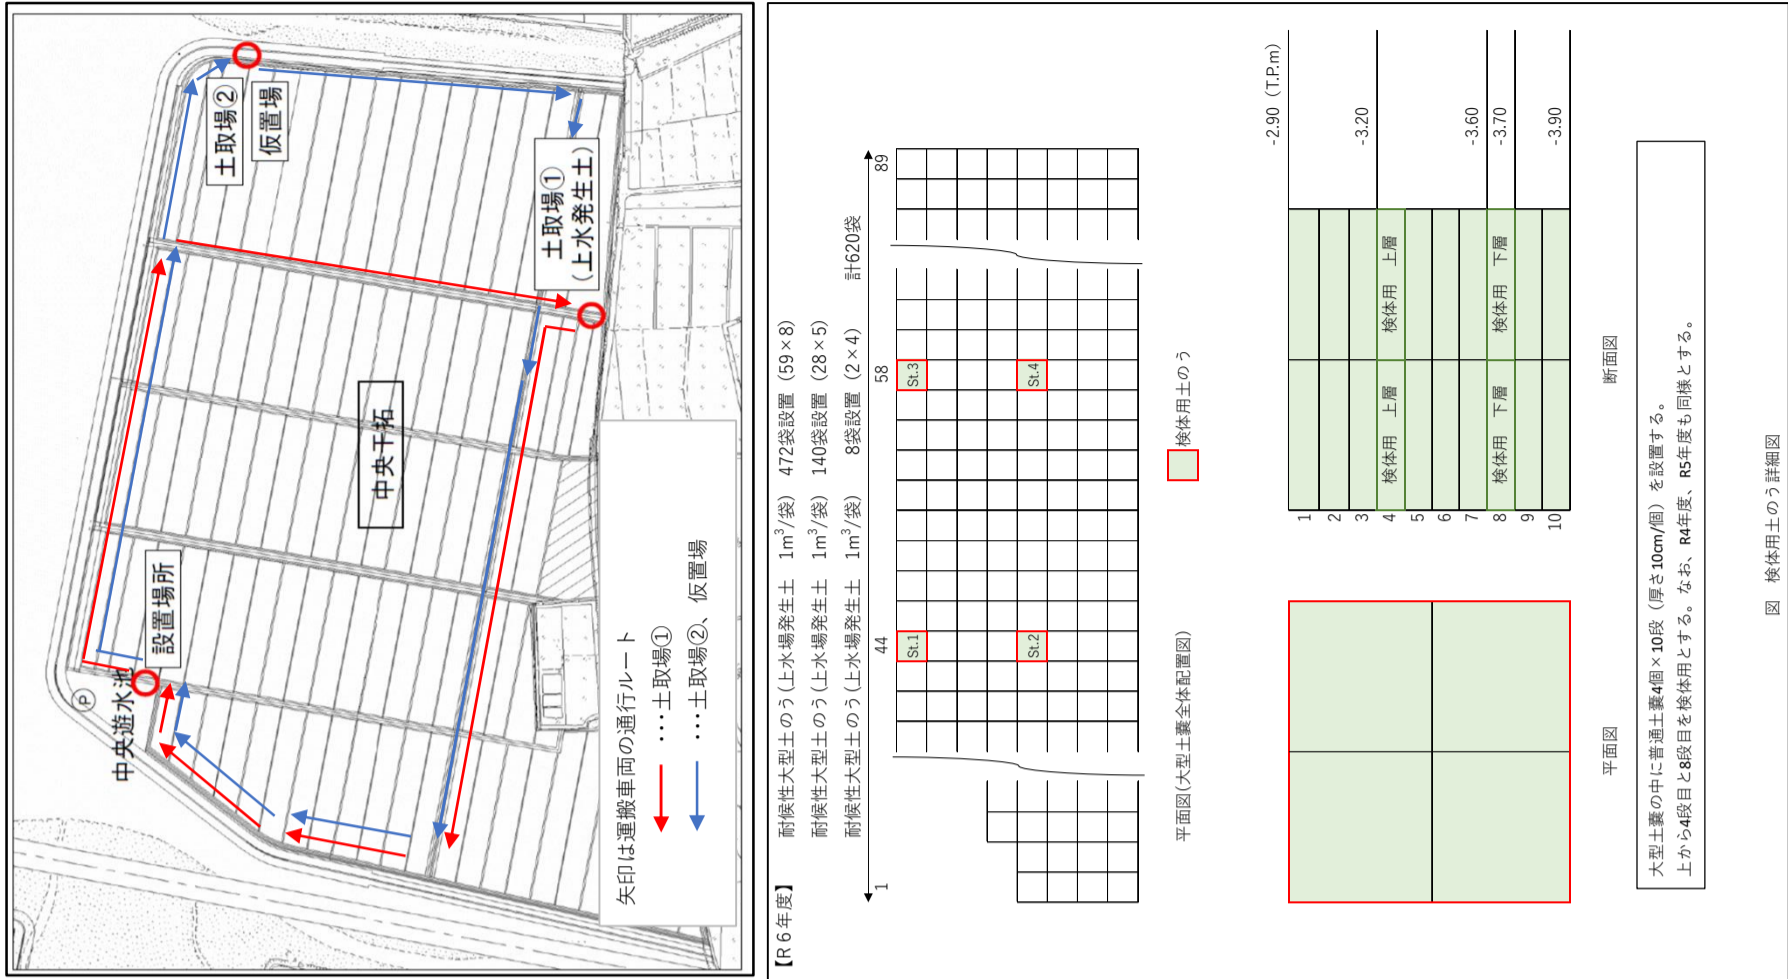 土取場②
仮置場
土取場①
(上水発生土)
中央干拓
設置場所
中央遊水池
P
矢印は運搬車両の通行ルート
･･･土取場①
･･･土取場②、仮置場
【R６年度】
耐候性大型土のう(上水場発生土 1m³/袋) 472袋設置 (59×8)
耐候性大型土のう(上水場発生土 1m³/袋) 140袋設置 (28×5)
耐候性大型土のう(上水場発生土 1m³/袋) 8袋設置 (2×4) 計620袋
1 44 58 89
St.1 St.3
St.2 St.4
検体用土のう
平面図(大型土嚢全体配置図)
-2.90 (T.P.m)
-3.20
-3.60
-3.70
-3.90
1
2
3
4 検体用 上層 検体用 上層
5
6
7
8 検体用 下層 検体用 下層
9
10
平面図 断面図
大型土嚢の中に普通土嚢4個×10段（厚さ10cm/個）を設置する。
上から4段目と8段目を検体用とする。なお、R4年度、R5年度も同様とする。
図 検体用土のう詳細図